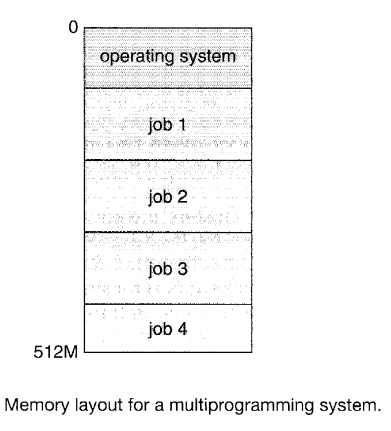 0
operating system
job 1
job 2
job 3
job 4
512M
Memory layout for a multiprogramming system.